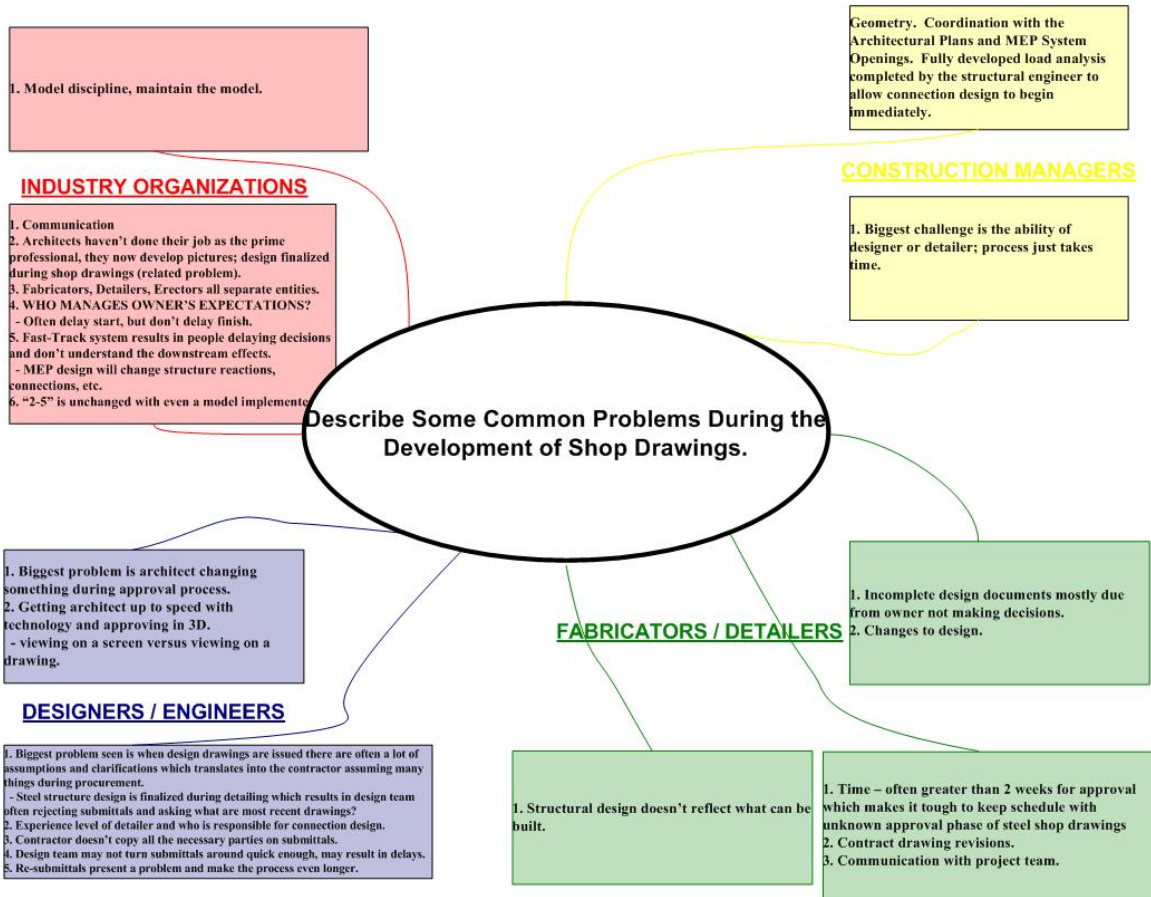 1. Model discipline, maintain the model.
INDUSTRY ORGANIZATIONS
1. Communication
2. Architects haven't done their job as the prime
professional, they now develop pictures; design finalized
during shop drawings (related problem).
3. Fabricators, Detailers, Erectors all separate entities.
4. WHO MANAGES OWNER'S EXPECTATIONS?
- Often delay start, but don't delay finish.
5. Fast-Track system results in people delaying decisions
and don't understand the downstream effects.
- MEP design will change structure reactions,
connections, etc.
6. “2-5” is unchanged with even a model implemente
Geometry. Coordination with the
Architectural Plans and MEP System
Openings. Fully developed load analysis
completed by the structural engineer to
allow connection design to begin
immediately.
CONSTRUCTION MANAGERS
1. Biggest challenge is the ability of
designer or detailer; process just takes
time.
Describe Some Common Problems During the
Development of Shop Drawings.
1. Biggest problem is architect changing
something during approval process.
2. Getting architect up to speed with
technology and approving in 3D.
- viewing on a screen versus viewing on a
drawing.
DESIGNERS / ENGINEERS
1. Biggest problem seen is when design drawings are issued there are often a lot of
assumptions and clarifications which translates into the contractor assuming many
things during procurement.
- Steel structure design is finalized during detailing which results in design team
often rejecting submittals and asking what are most recent drawings?
2. Experience level of detailer and who is responsible for connection design.
3. Contractor doesn't copy all the necessary parties on submittals.
4. Design team may not turn submittals around quick enough, may result in delays.
5. Re-submittals present a problem and make the process even longer.
FABRICATORS / DETAILERS
1. Incomplete design documents mostly due
from owner not making decisions.
2. Changes to design.
1. Structural design doesn't reflect what can be
built.
1. Time – often greater than 2 weeks for approval
which makes it tough to keep schedule with
unknown approval phase of steel shop drawings
2. Contract drawing revisions.
3. Communication with project team.